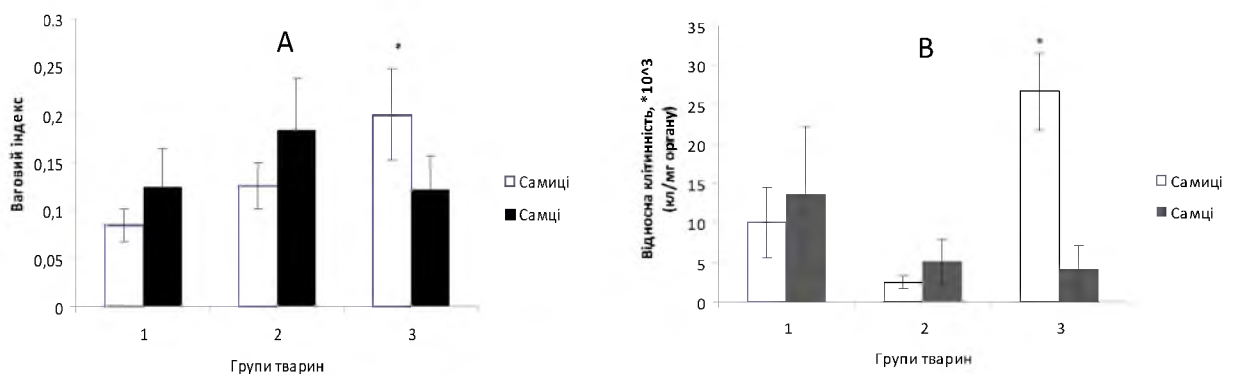 A
*
Ваговий індекс
0.3
0,25
0,2
0,15
0,1
0,05
0
1
2
3
Групи тварин
Самиці
Самці
B
*
Відносна клітинність, *10^3
(кл/мг органу)
35
30
25
20
15
10
5
0
1
2
3
Групи тварин
Самиці
Самці